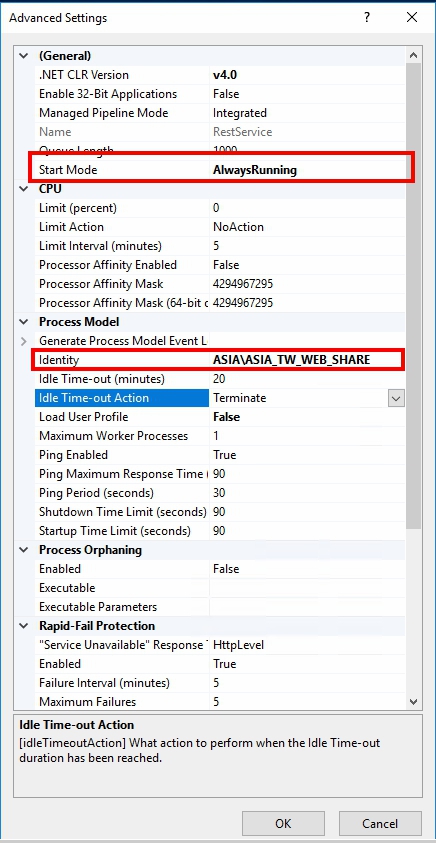 Advanced Settings
(General)
.NET CLR Version v4.0
Enable 32-Bit Applications False
Managed Pipeline Mode Integrated
Name RestService
Queue Length 1000
Start Mode AlwaysRunning
CPU
Limit (percent) 0
Limit Action NoAction
Limit Interval (minutes) 5
Processor Affinity Enabled False
Processor Affinity Mask 4294967295
Processor Affinity Mask (64-bit o 4294967295
Process Model
Generate Process Model Event L
Identity ASIA\ASIA_TW_WEB_SHARE
Idle Time-out (minutes) 20
Idle Time-out Action Terminate
Load User Profile False
Maximum Worker Processes 1
Ping Enabled True
Ping Maximum Response Time ( 90
Ping Period (seconds) 30
Shutdown Time Limit (seconds) 90
Startup Time Limit (seconds) 90
Process Orphaning
Enabled False
Executable
Executable Parameters
Rapid-Fail Protection
"Service Unavailable" Response T HttpLevel
Enabled True
Failure Interval (minutes) 5
Maximum Failures 5
Idle Time-out Action
[idleTimeoutAction] What action to perform when the Idle Time-out
duration has been reached.
OK Cancel